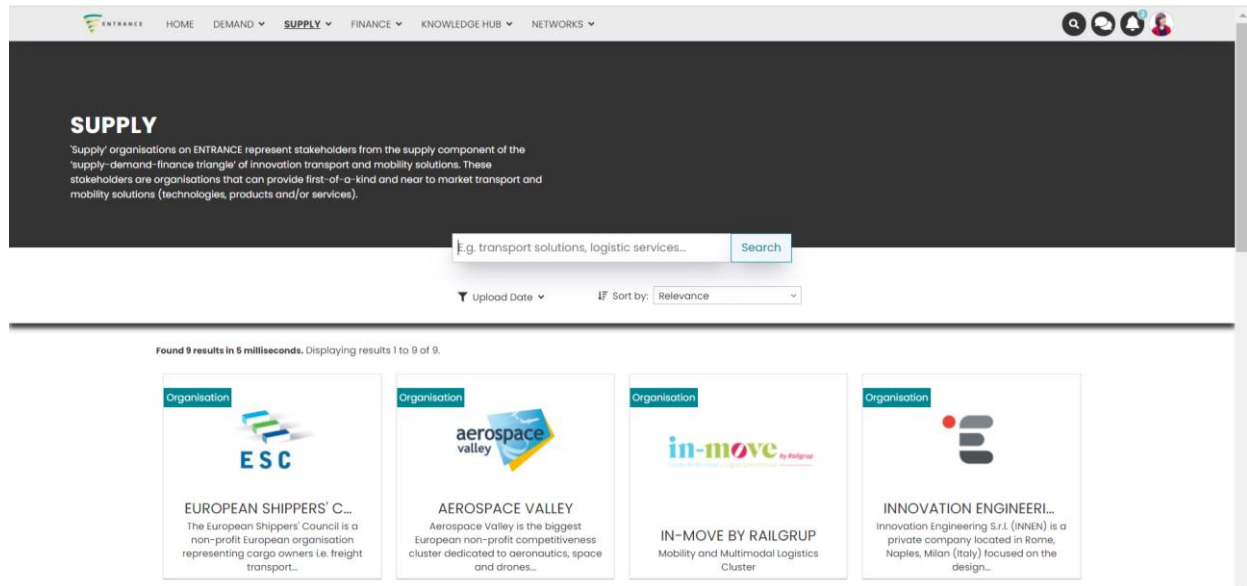 ENTRANCE HOME DEMAND SUPPLY FINANCE KNOWLEDGE HUB NETWORKS
SUPPLY
'Supply' organisations on ENTRANCE represent stakeholders from the supply component of the
'supply-demand-finance triangle' of innovation transport and mobility solutions. These
stakeholders are organisations that can provide first-of-a-kind and near to market transport and
mobility solutions (technologies, products and/or services).
E.g. transport solutions, logistic services... Search
Upload Date Sort by: Relevance
Found 9 results in 5 milliseconds. Displaying results 1 to 9 of 9.
Organisation
ESC
EUROPEAN SHIPPERS' C...
The European Shippers' Council is a
non-profit European organisation
representing cargo owners i.e. freight
transport...
Organisation
aerospace
valley
AEROSPACE VALLEY
Aerospace Valley is the biggest
European non-profit competitiveness
cluster dedicated to aeronautics, space
and drones...
Organisation
in-move by Railgrup
IN-MOVE BY RAILGRUP
Mobility and Multimodal Logistics
Cluster
Organisation
INNOVATION ENGINEERI...
Innovation Engineering S.r.l. (INNEN) is a
private company located in Rome,
Naples, Milan (Italy) focused on the
design...